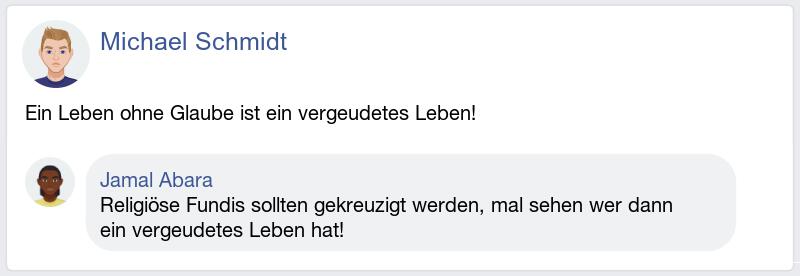 Michael Schmidt
Ein Leben ohne Glaube ist ein vergeudetes Leben!
Jamal Abara
Religiöse Fundis sollten gekreuzigt werden, mal sehen wer dann
ein vergeudetes Leben hat!